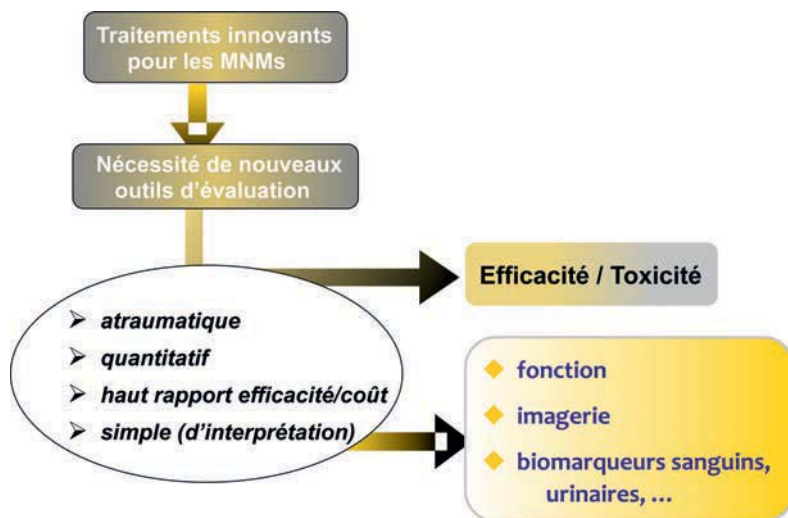 Traitements innovants
pour les MNMs
Nécessité de nouveaux
outils d'évaluation
Efficacité / Toxicité
➢ atraumatique
➢ quantitatif
➢ haut rapport efficacité/coût
➢ simple (d'interprétation)
◆ fonction
◆ imagerie
◆ biomarqueurs sanguins,
urinaires, ...